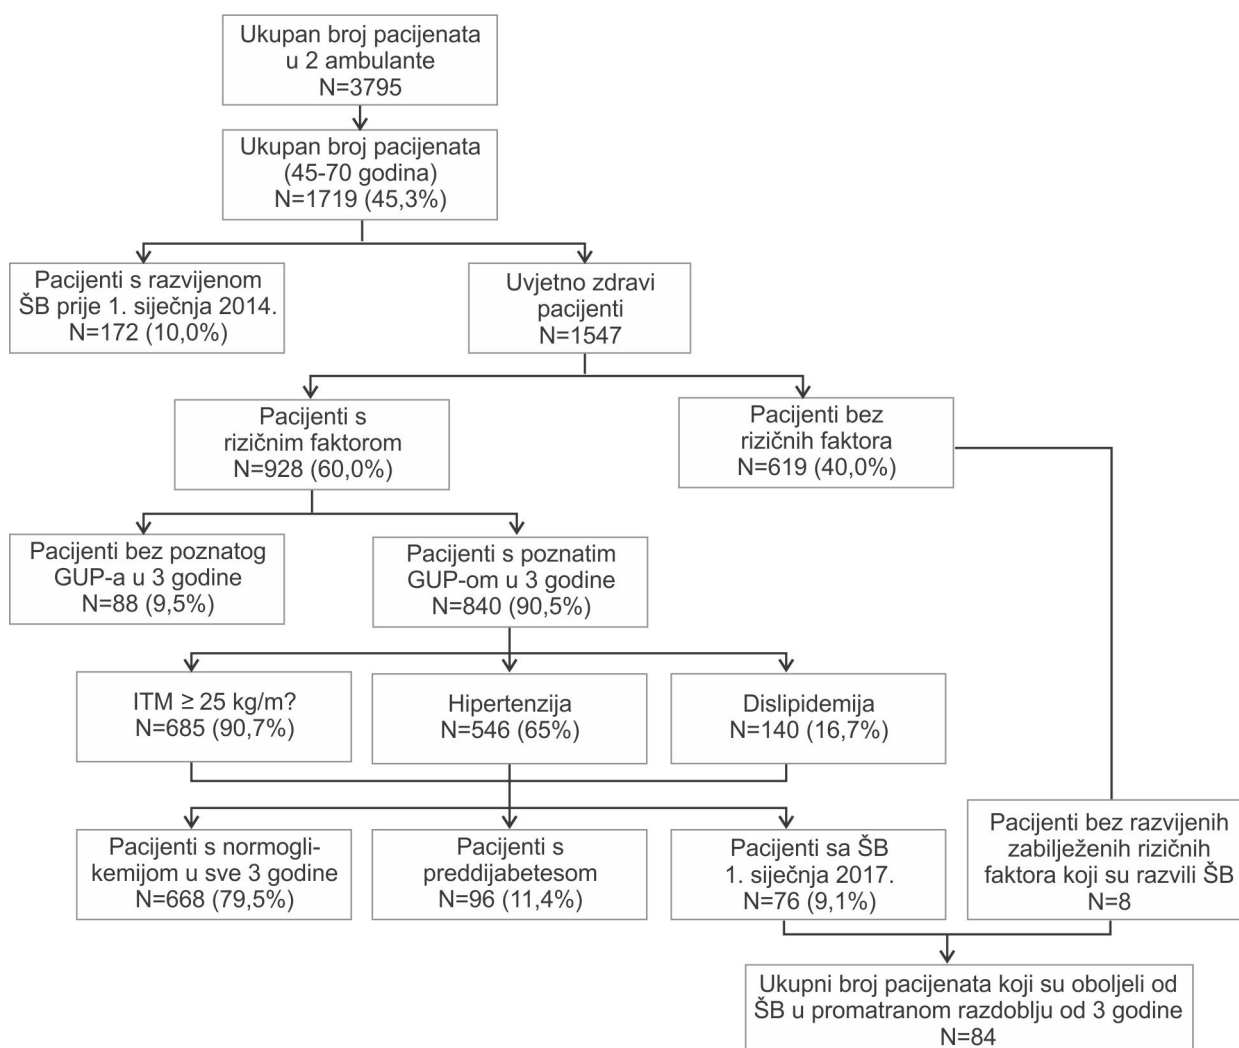 Ukupan broj pacijenata
u 2 ambulante
N=3795
Ukupan broj pacijenata
(45-70 godina)
N=1719 (45,3%)
Pacijenti s razvijenom
ŠB prije 1. siječnja 2014.
N=172 (10,0%)
Uvjetno zdravi
pacijenti
N=1547
Pacijenti s
rizičnim faktorom
N=928 (60,0%)
Pacijenti bez
rizičnih faktora
N=619 (40,0%)
Pacijenti bez poznatog
GUP-a u 3 godine
N=88 (9,5%)
Pacijenti s poznatim
GUP-om u 3 godine
N=840 (90,5%)
ITM ≥ 25 kg/m?
N=685 (90,7%)
Hipertenzija
N=546 (65%)
Dislipidemija
N=140 (16,7%)
Pacijenti s normogli-
kemijom u sve 3 godine
N=668 (79,5%)
Pacijenti s
preddijabetesom
N=96 (11,4%)
Pacijenti sa ŠB
1. siječnja 2017.
N=76 (9,1%)
Pacijenti bez razvijenih
zabilježenih rizičnih
faktora koji su razvili ŠB
N=8
Ukupni broj pacijenata koji su oboljeli od
ŠB u promatranom razdoblju od 3 godine
N=84